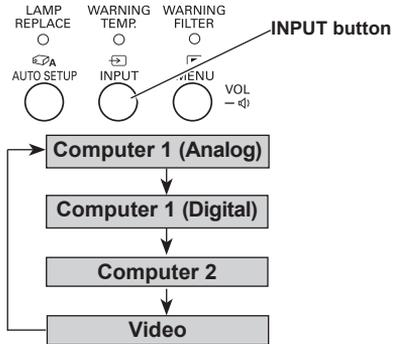 LAMP REPLACE WARNING TEMP. WARNING FILTER
INPUT button
AUTO SETUP INPUT MENU
VOL
Computer 1 (Analog)
Computer 1 (Digital)
Computer 2
Video